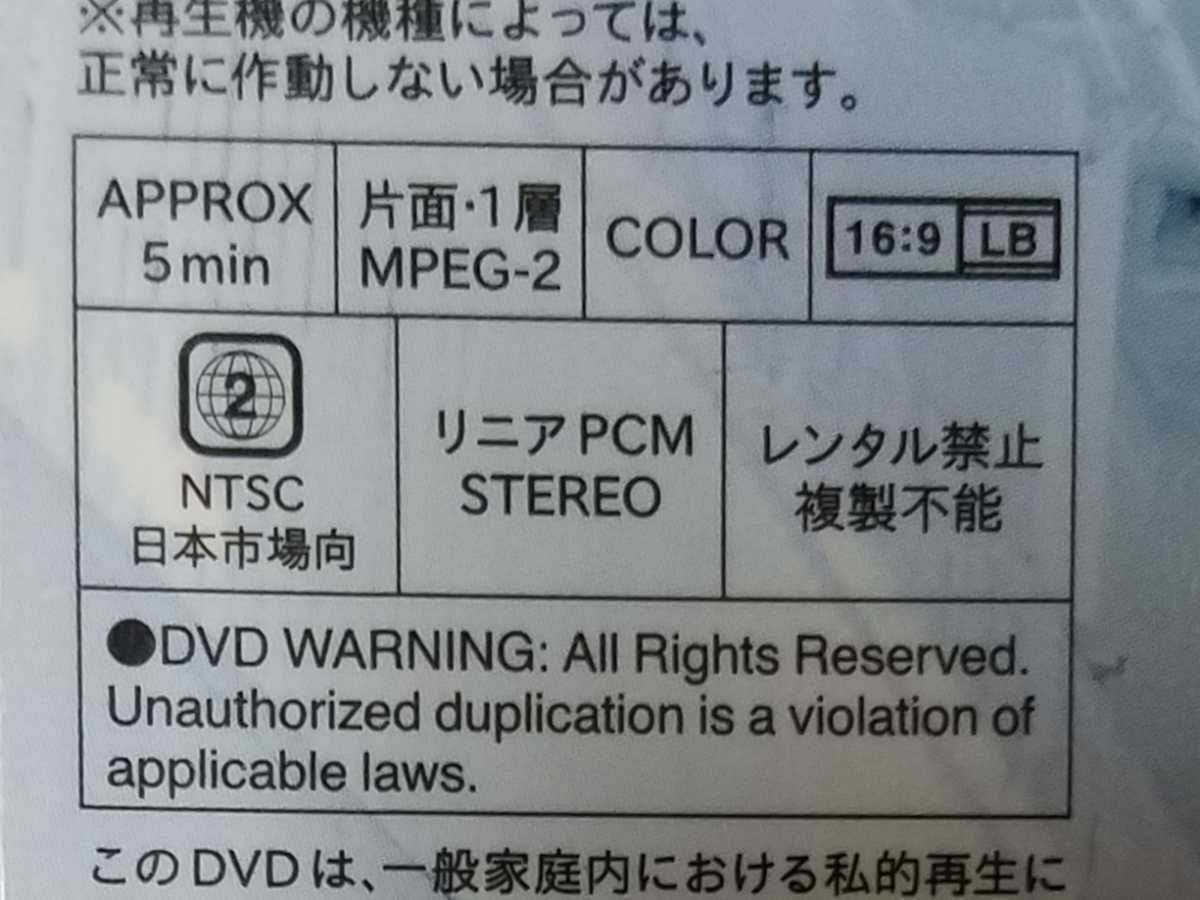 ※再生機の機種によっては、
正常に作動しない場合があります。
APPROX
5min
片面・1層
MPEG-2
COLOR
16:9 LB
2
NTSC
日本市場向
リニアPCM
STEREO
レンタル禁止
複製不能
●DVD WARNING: All Rights Reserved.
Unauthorized duplication is a violation of
applicable laws.
このDVDは、一般家庭内における私的再生に